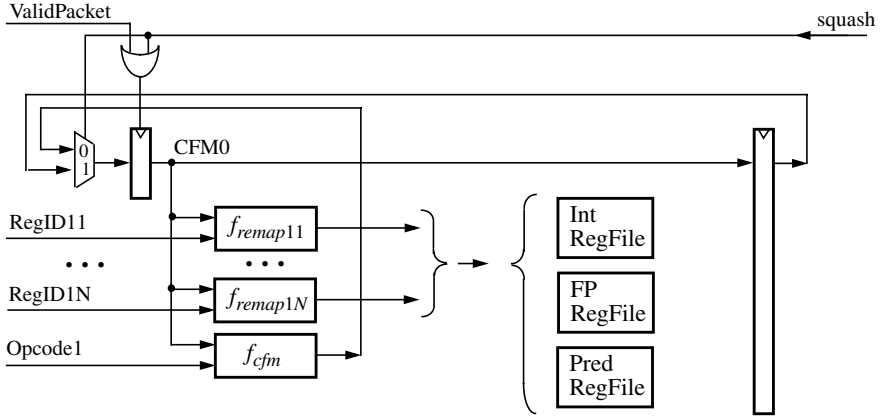 ValidPacket
squash
0
1
CFM0
RegID11
f_remap11
Int
RegFile
• • •
• • •
RegID1N
f_remap1N
FP
RegFile
Opcode1
f_cfm
Pred
RegFile